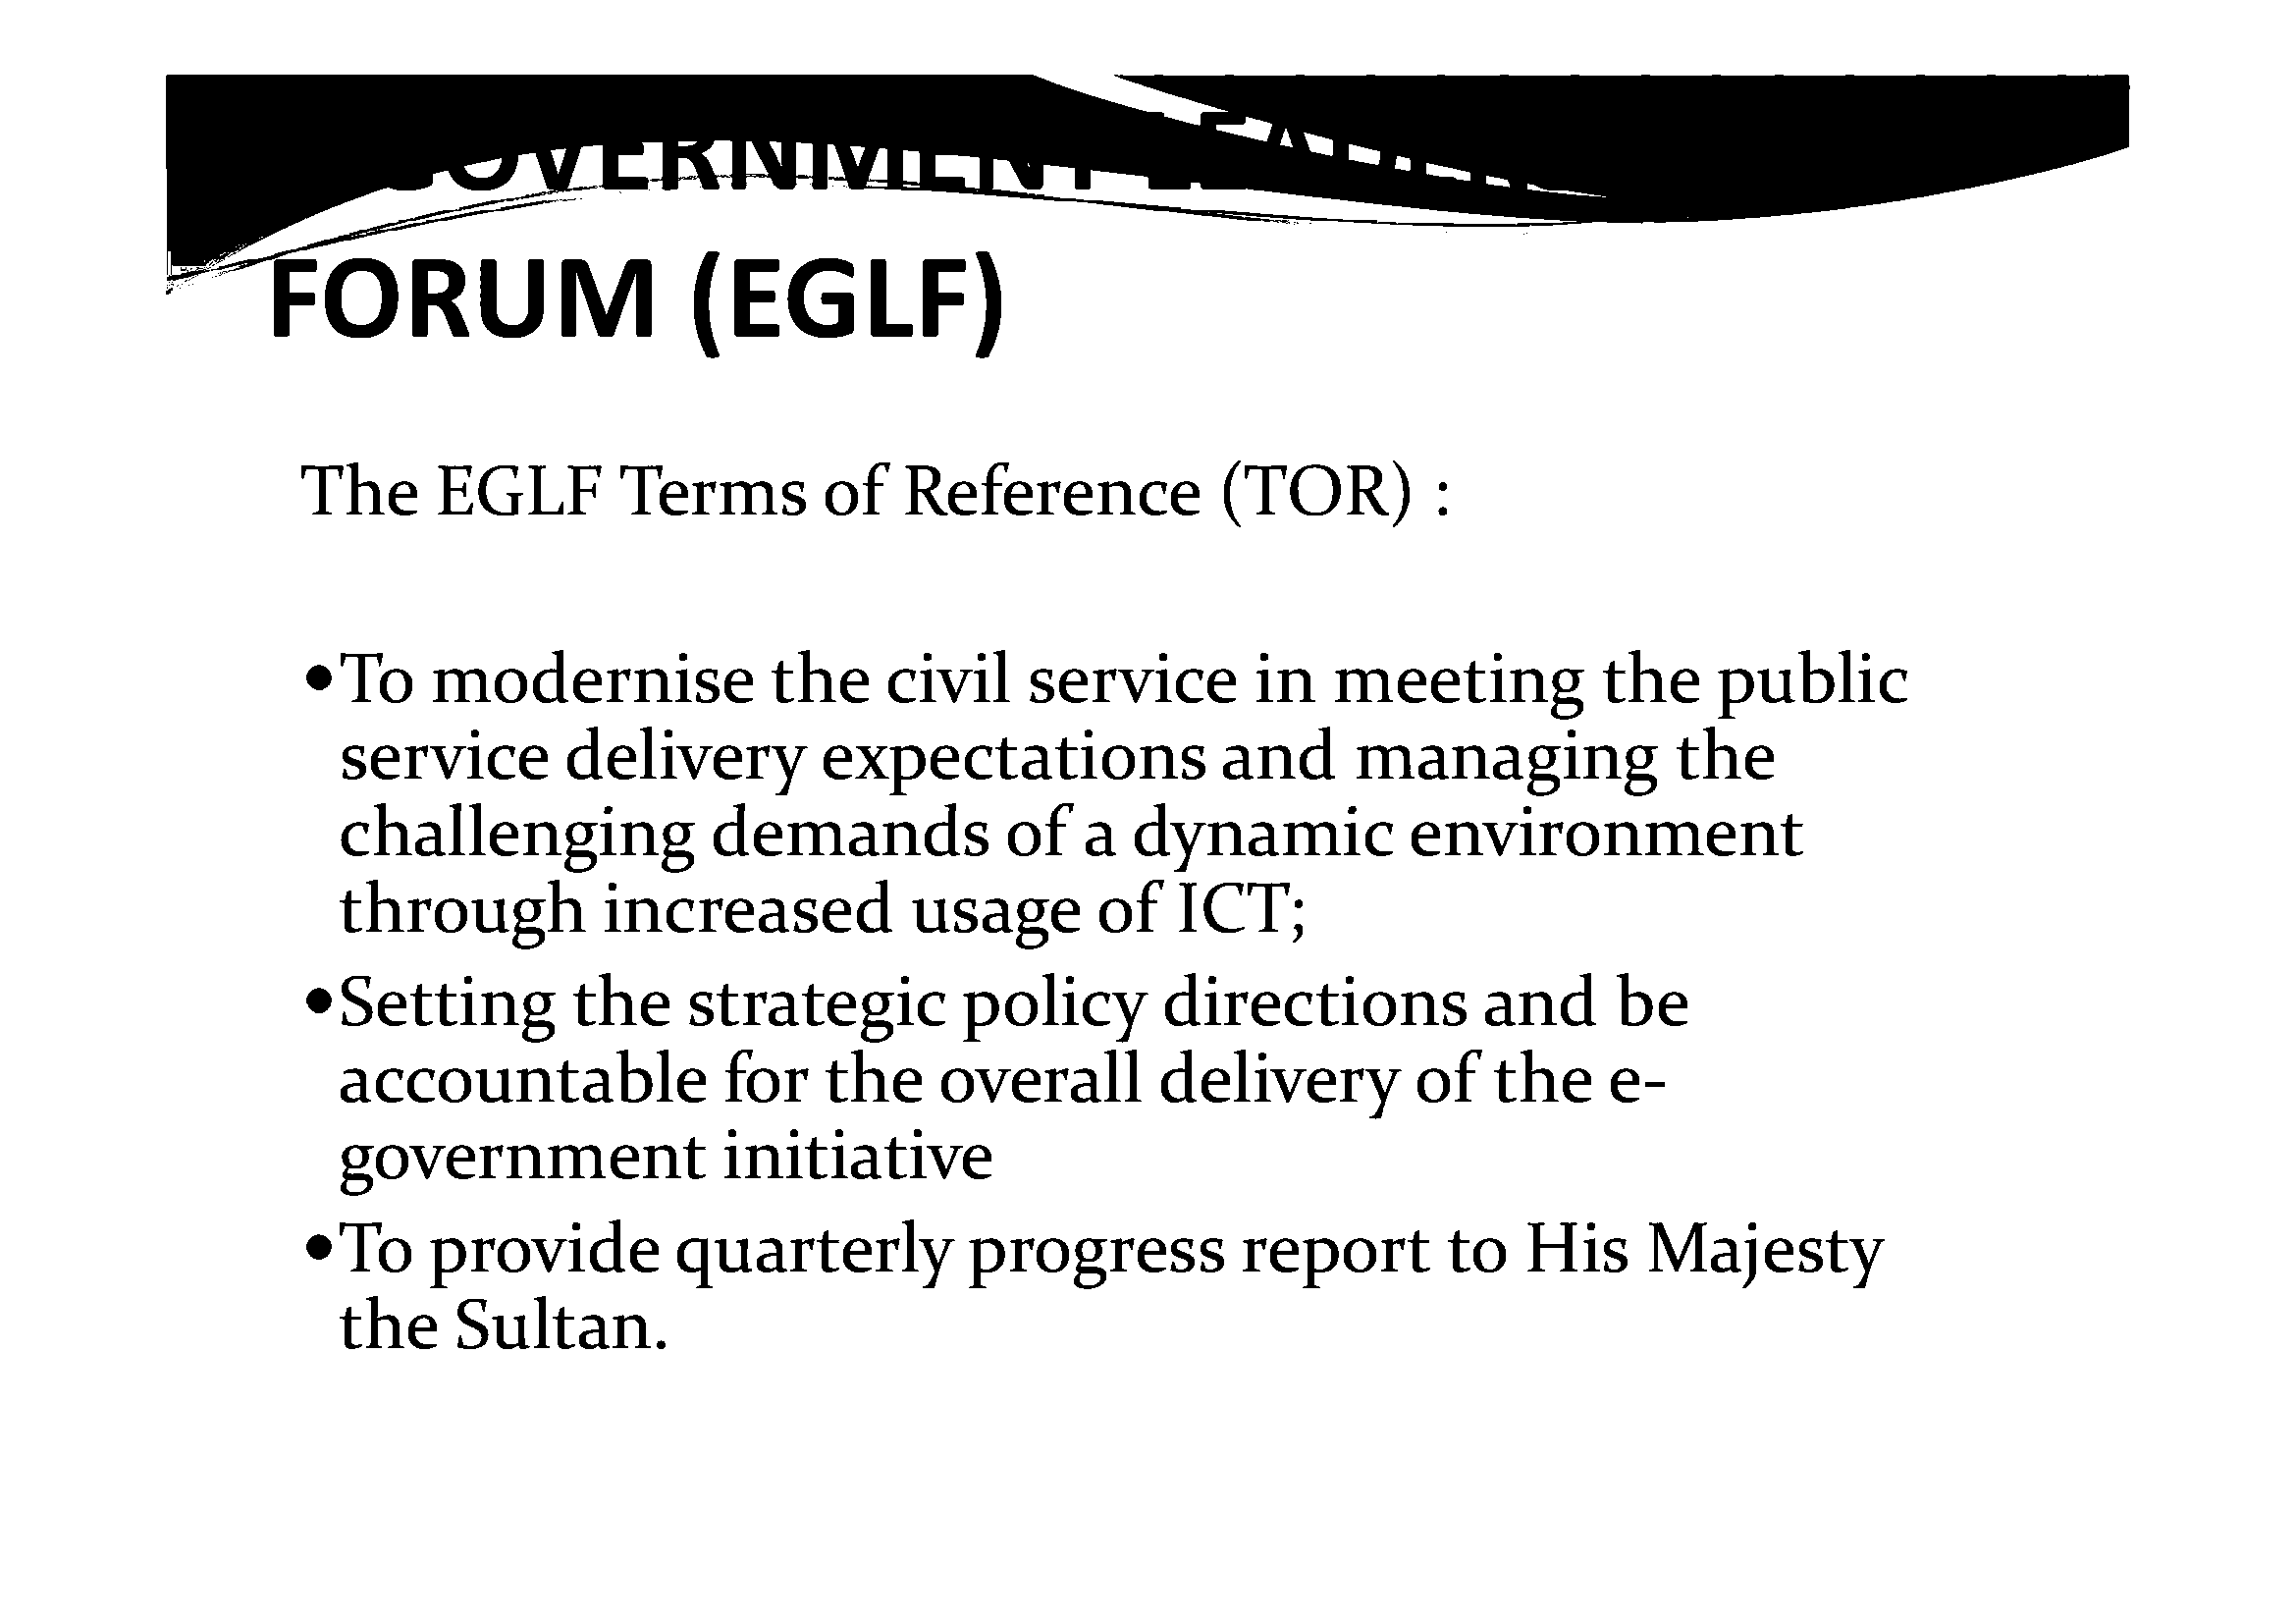 GOVERNMENT LEADERS
FORUM (EGLF)
The EGLF Terms of Reference (TOR) :
•To modernise the civil service in meeting the public
service delivery expectations and managing the
challenging demands of a dynamic environment
through increased usage of ICT;
•Setting the strategic policy directions and be
accountable for the overall delivery of the e-
government initiative
•To provide quarterly progress report to His Majesty
the Sultan.